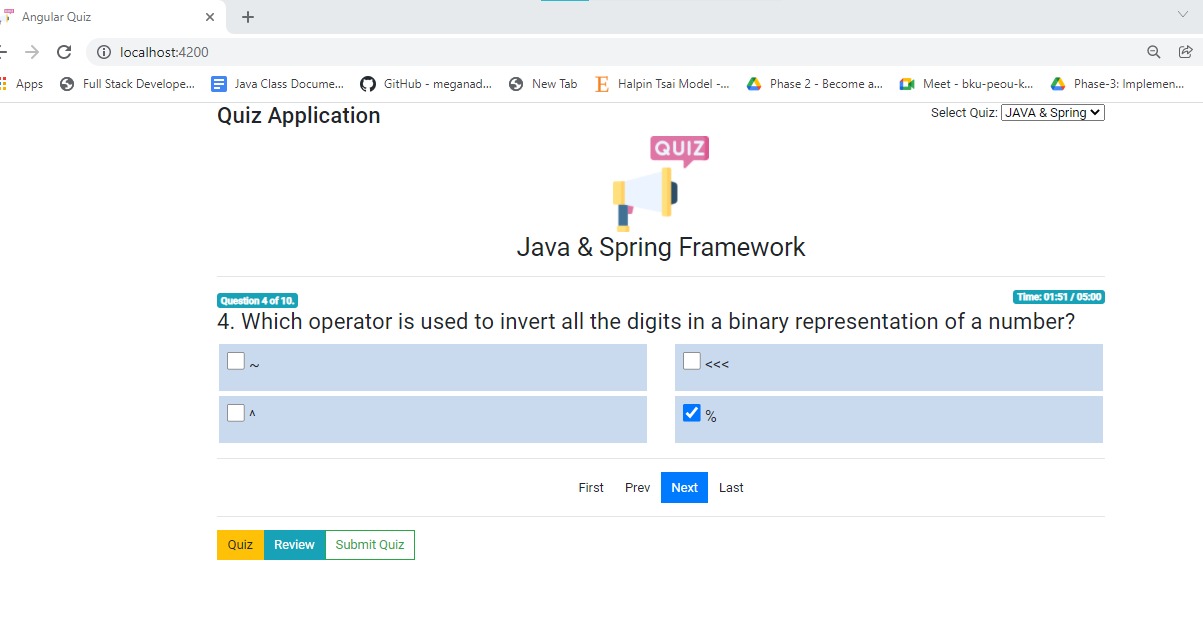 Angular Quiz
localhost:4200
Apps Full Stack Develope... Java Class Docume... GitHub - meganad... New Tab Halpin Tsai Model -... Phase 2 - Become a... Meet - bku-peou-k... Phase-3: Implemen...
Quiz Application
Select Quiz: JAVA & Spring
QUIZ
Java & Spring Framework
Question 4 of 10.
Time: 01:51 / 05:00
4. Which operator is used to invert all the digits in a binary representation of a number?
~
<<<
^
%
First Prev Next Last
Quiz Review Submit Quiz